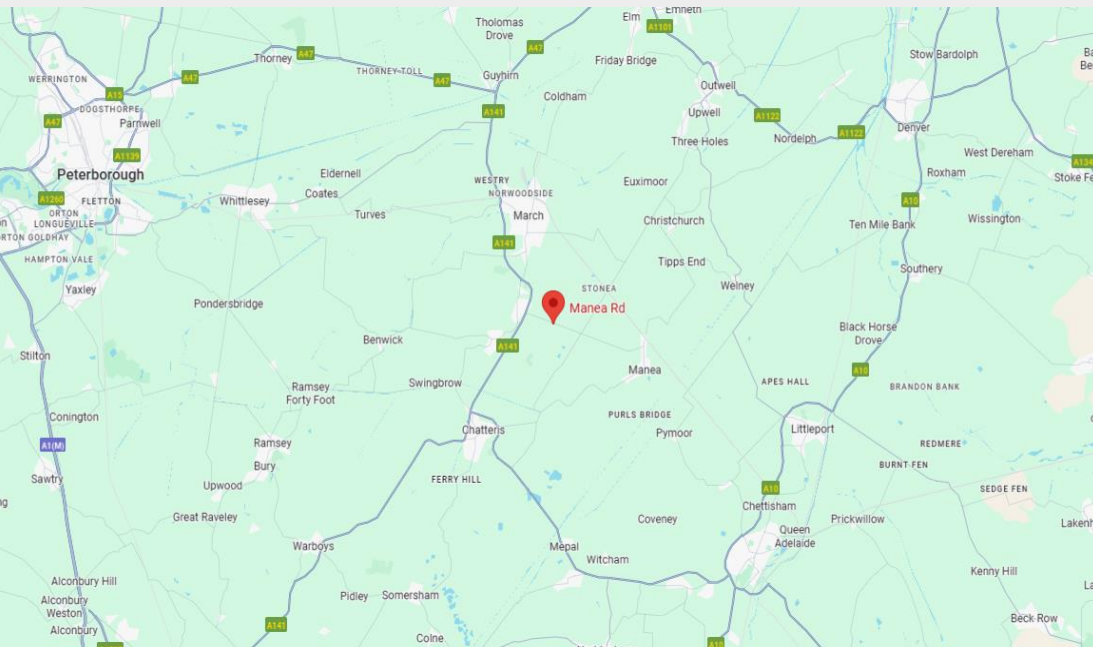 Emneth
Tholomas
Drove
Elm
A1101
A47
Thorney
A47
Friday Bridge
Stow Bardolph
WERRINGTON
A47
THORNEY TOLL
A47
Guyhirn
Outwell
A15
Coldham
DOGSTHORPE
A141
Upwell
A1122
A47
Parnwell
Denver
Three Holes
Nordelph
A1122
A1139
West Dereham
A134
Peterborough
Eldernell
WESTRY
Euximoor
Roxham
Stoke Fe
A1260
FLETTON
Whittlesey
Coates
NORWOODSIDE
A10
ORTON
LONGUEVILLE
Turves
March
Christchurch
Ten Mile Bank
Wissington
ORTON GOLDHAY
A141
HAMPTON VALE
Tipps End
Southery
Yaxley
STONEA
Welney
Pondersbridge
Manea Rd
Black Horse
Drove
Benwick
A141
Stilton
Manea
A10
Swingbrow
APES HALL
BRANDON BANK
Ramsey
Forty Foot
Conington
PURLS BRIDGE
Chatteris
Pymoor
Littleport
A1(M)
Ramsey
REDMERE
Bury
BURNT FEN
Sawtry
FERRY HILL
Upwood
A10
SEDGE FEN
Chettisham
Great Raveley
Coveney
Prickwillow
Queen
Adelaide
Lakenh
Warboys
Mepal
Witcham
Kenny Hill
Alconbury Hill
Pidley
Somersham
Alconbury
Weston
Beck Row
A141
Alconbury
Colne
A10